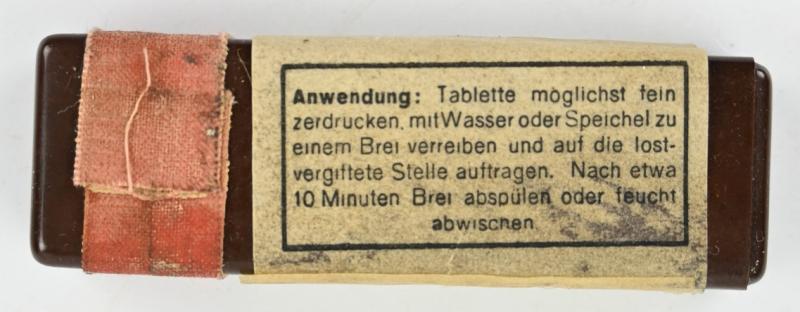 Anwendung: Tablette möglichst fein
zerdrücken, mit Wasser oder Speichel zu
einem Brei verreiben und auf die lost-
vergiftete Stelle auftragen. Nach etwa
10 Minuten Brei abspülen oder feucht
abwischen